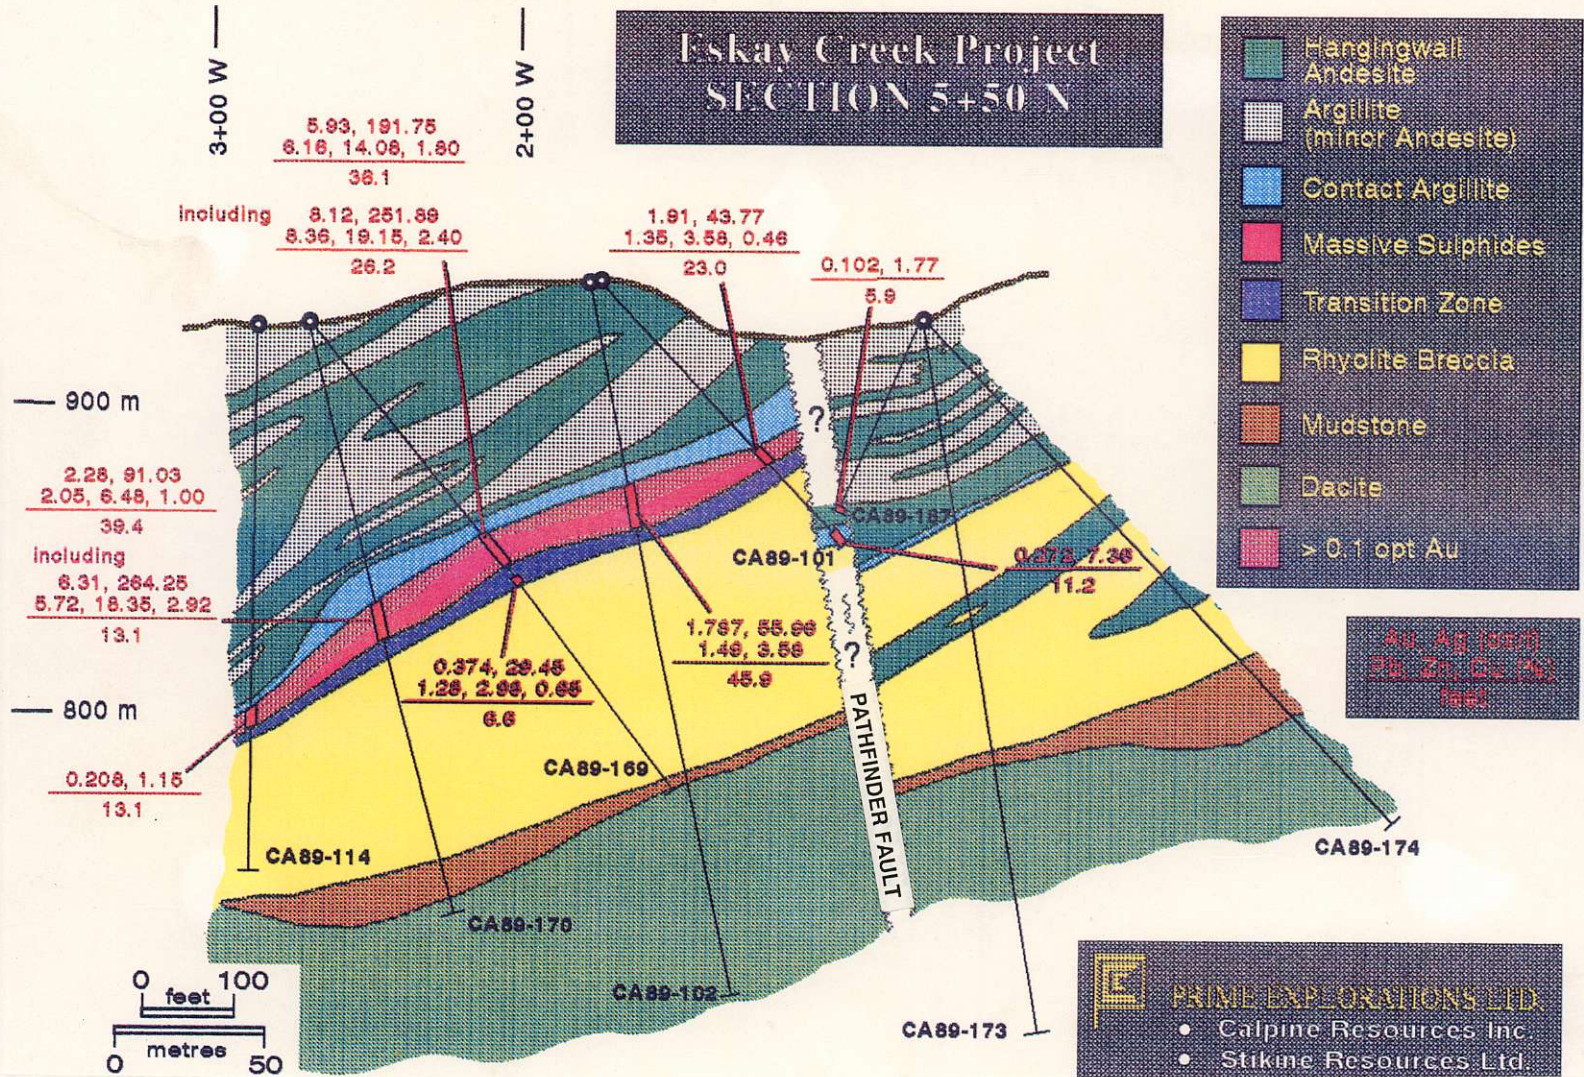 3+00 W
2+00 W
Eskay Creek Project
SECTION 5+50 N
Hangingwall
Andesite
Argillite
(minor Andesite)
Contact Argillite
Massive Sulphides
Transition Zone
Rhyolite Breccia
Mudstone
Dacite
> 0.1 opt Au
Au, Ag (oz/t)
Pb, Zn, Cu (%)
feet
5.93, 191.75
6.16, 14.08, 1.80
36.1
including
8.12, 251.89
8.36, 19.15, 2.40
26.2
1.91, 43.77
1.35, 3.58, 0.46
23.0
0.102, 1.77
5.9
900 m
2.28, 91.03
2.05, 6.48, 1.00
39.4
including
6.31, 264.25
5.72, 18.35, 2.92
13.1
800 m
0.208, 1.15
13.1
?
CA89-187
CA89-101
0.272, 7.36
11.2
1.787, 55.96
1.49, 3.58
45.9
0.374, 29.45
1.28, 2.98, 0.65
6.6
?
PATHFINDER FAULT
CA89-169
CA89-114
CA89-170
CA89-102
CA89-173
CA89-174
0 100
feet
metres
0 50
PRIME EXPLORATIONS LTD.
• Calpine Resources Inc.
• Stikine Resources Ltd.